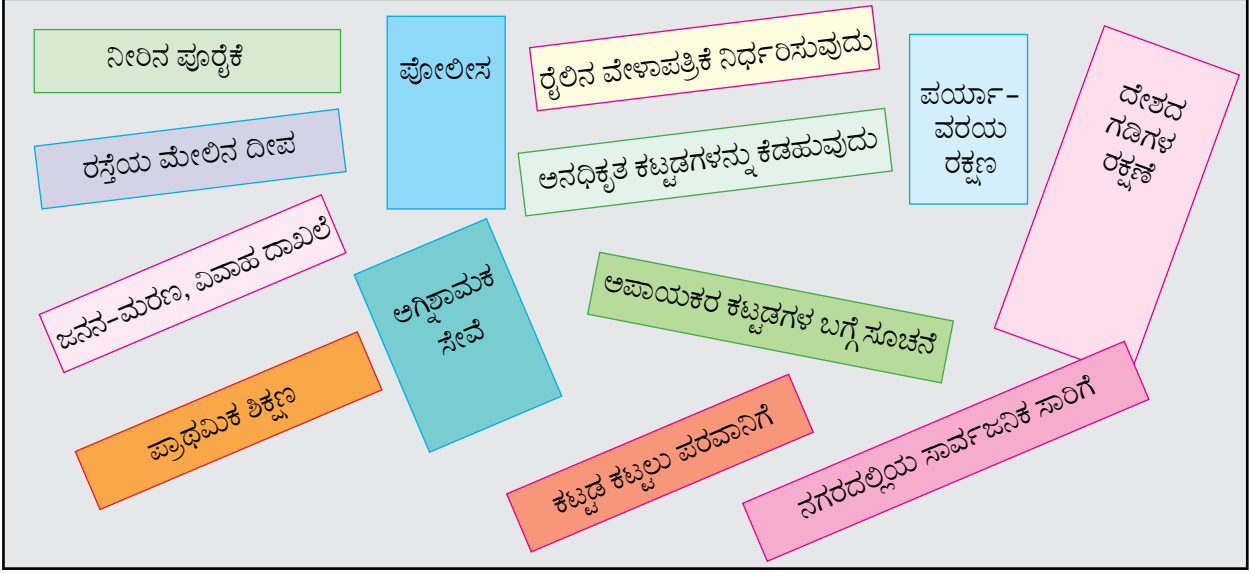 ನೀರಿನ ಪೂರೈಕೆ
ಪೋಲೀಸ
ರೈಲಿನ ವೇಳಾಪತ್ರಿಕೆ ನಿರ್ಧರಿಸುವುದು
ಪರ್ಯಾ-
ವರಯ
ರಕ್ಷಣ
ದೇಶದ
ಗಡಿಗಳ
ರಕ್ಷಣೆ
ರಸ್ತೆಯ ಮೇಲಿನ ದೀಪ
ಅನಧಿಕೃತ ಕಟ್ಟಡಗಳನ್ನು ಕೆಡಹುವುದು
ಜನನ-ಮರಣ, ವಿವಾಹ ದಾಖಲೆ
ಅಗ್ನಿಶಾಮಕ
ಸೇವೆ
ಅಪಾಯಕರ ಕಟ್ಟಡಗಳ ಬಗ್ಗೆ ಸೂಚನೆ
ಪ್ರಾಥಮಿಕ ಶಿಕ್ಷಣ
ಕಟ್ಟಡ ಕಟ್ಟಲು ಪರವಾನಿಗೆ
ನಗರದಲ್ಲಿಯ ಸಾರ್ವಜನಿಕ ಸಾರಿಗೆ